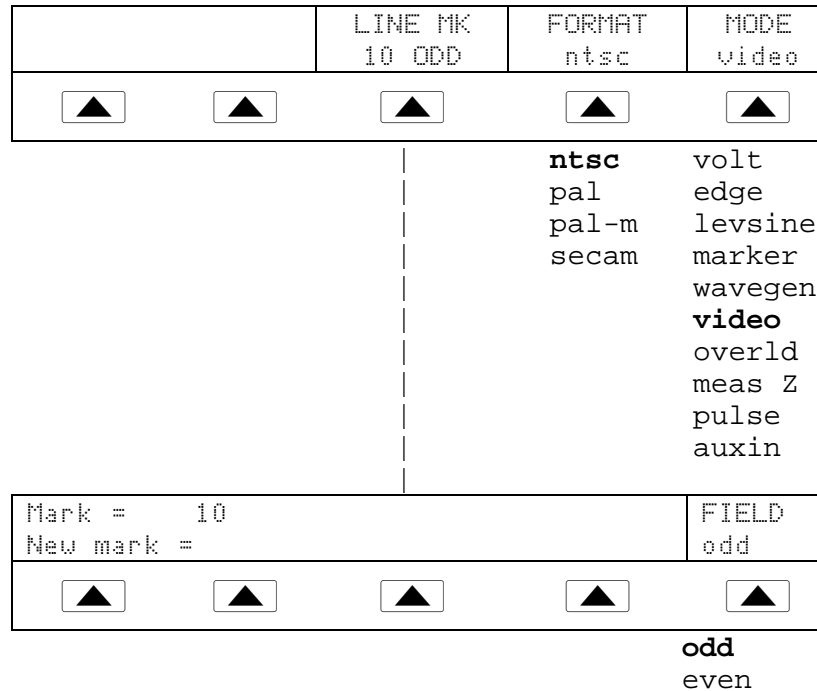 LINE MK FORMAT MODE
10 ODD ntsc video
ntsc volt
pal edge
pal-m levsine
secam marker
wavegen
video
overld
meas Z
pulse
auxin
Mark = 10 FIELD
New mark = odd
odd
even